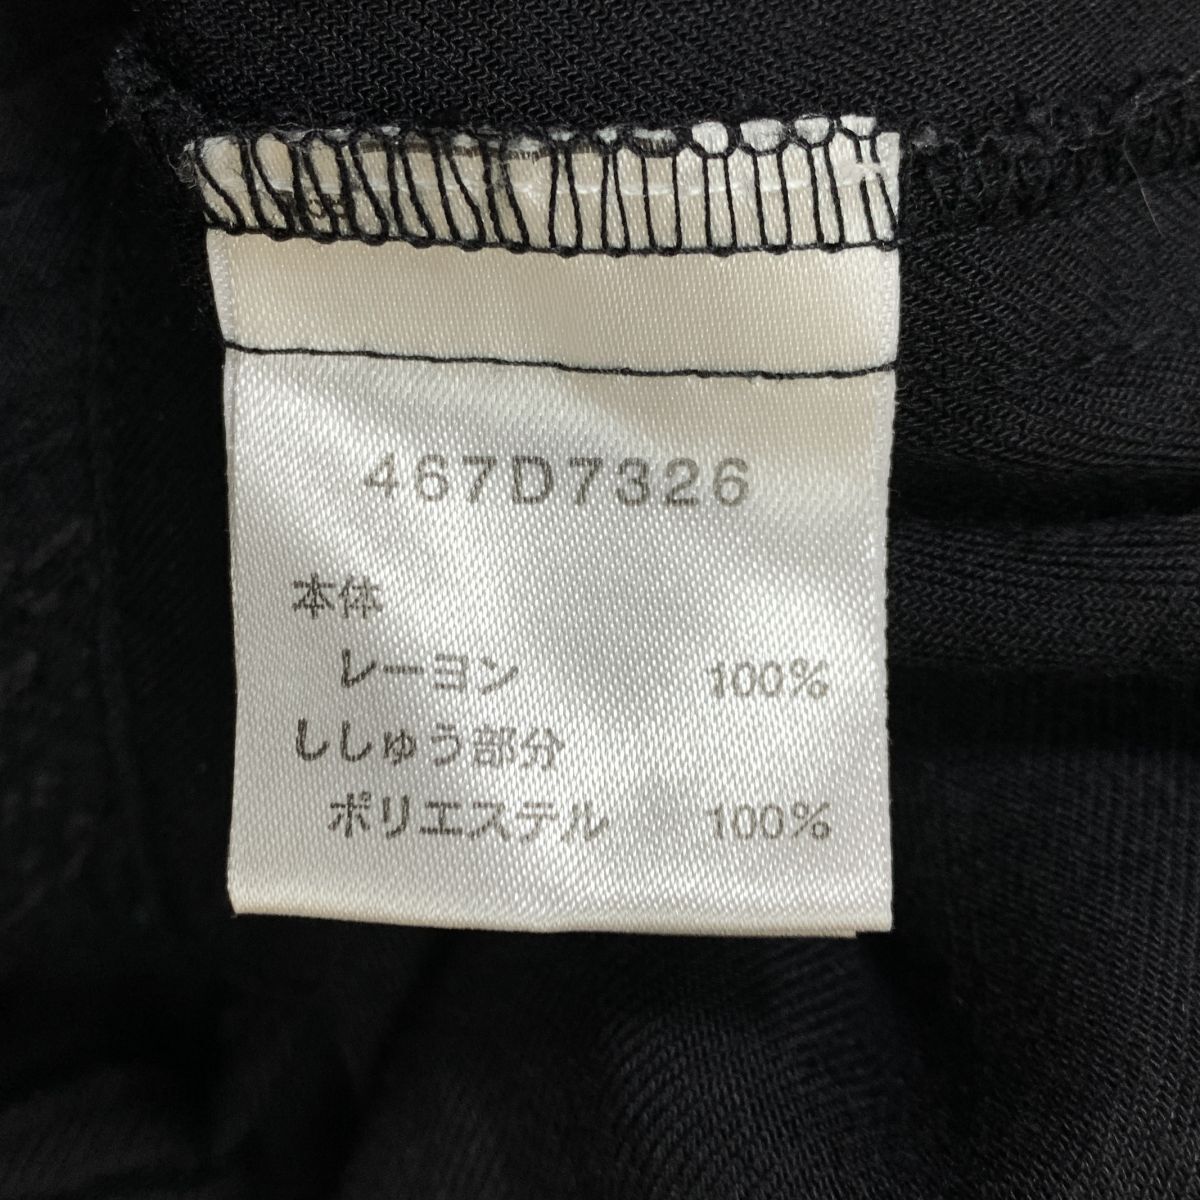 467D7326
本体
レーヨン 100%
ししゅう部分
ポリエステル 100%